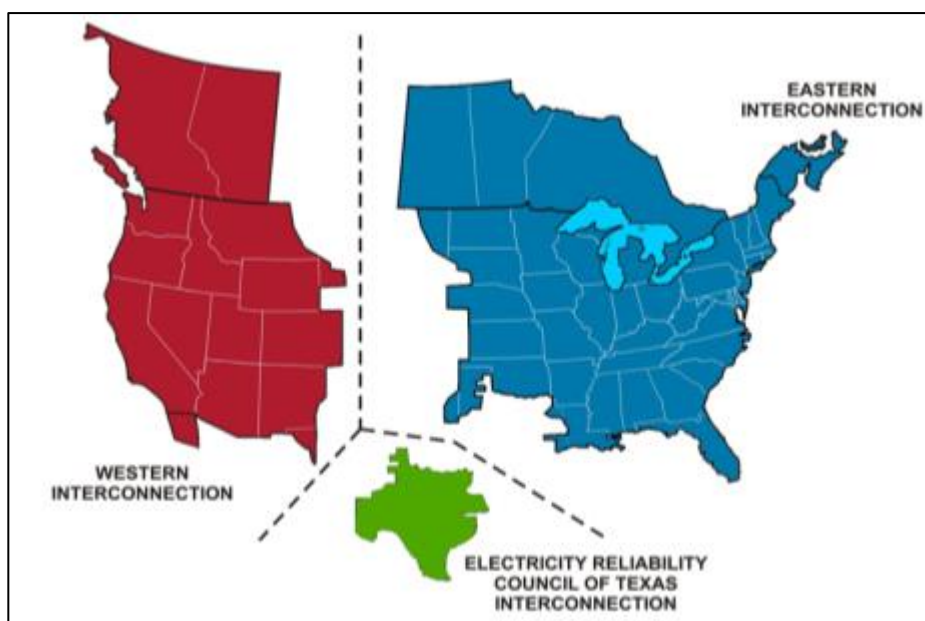 EASTERN
INTERCONNECTION
WESTERN
INTERCONNECTION
ELECTRICITY RELIABILITY
COUNCIL OF TEXAS
INTERCONNECTION